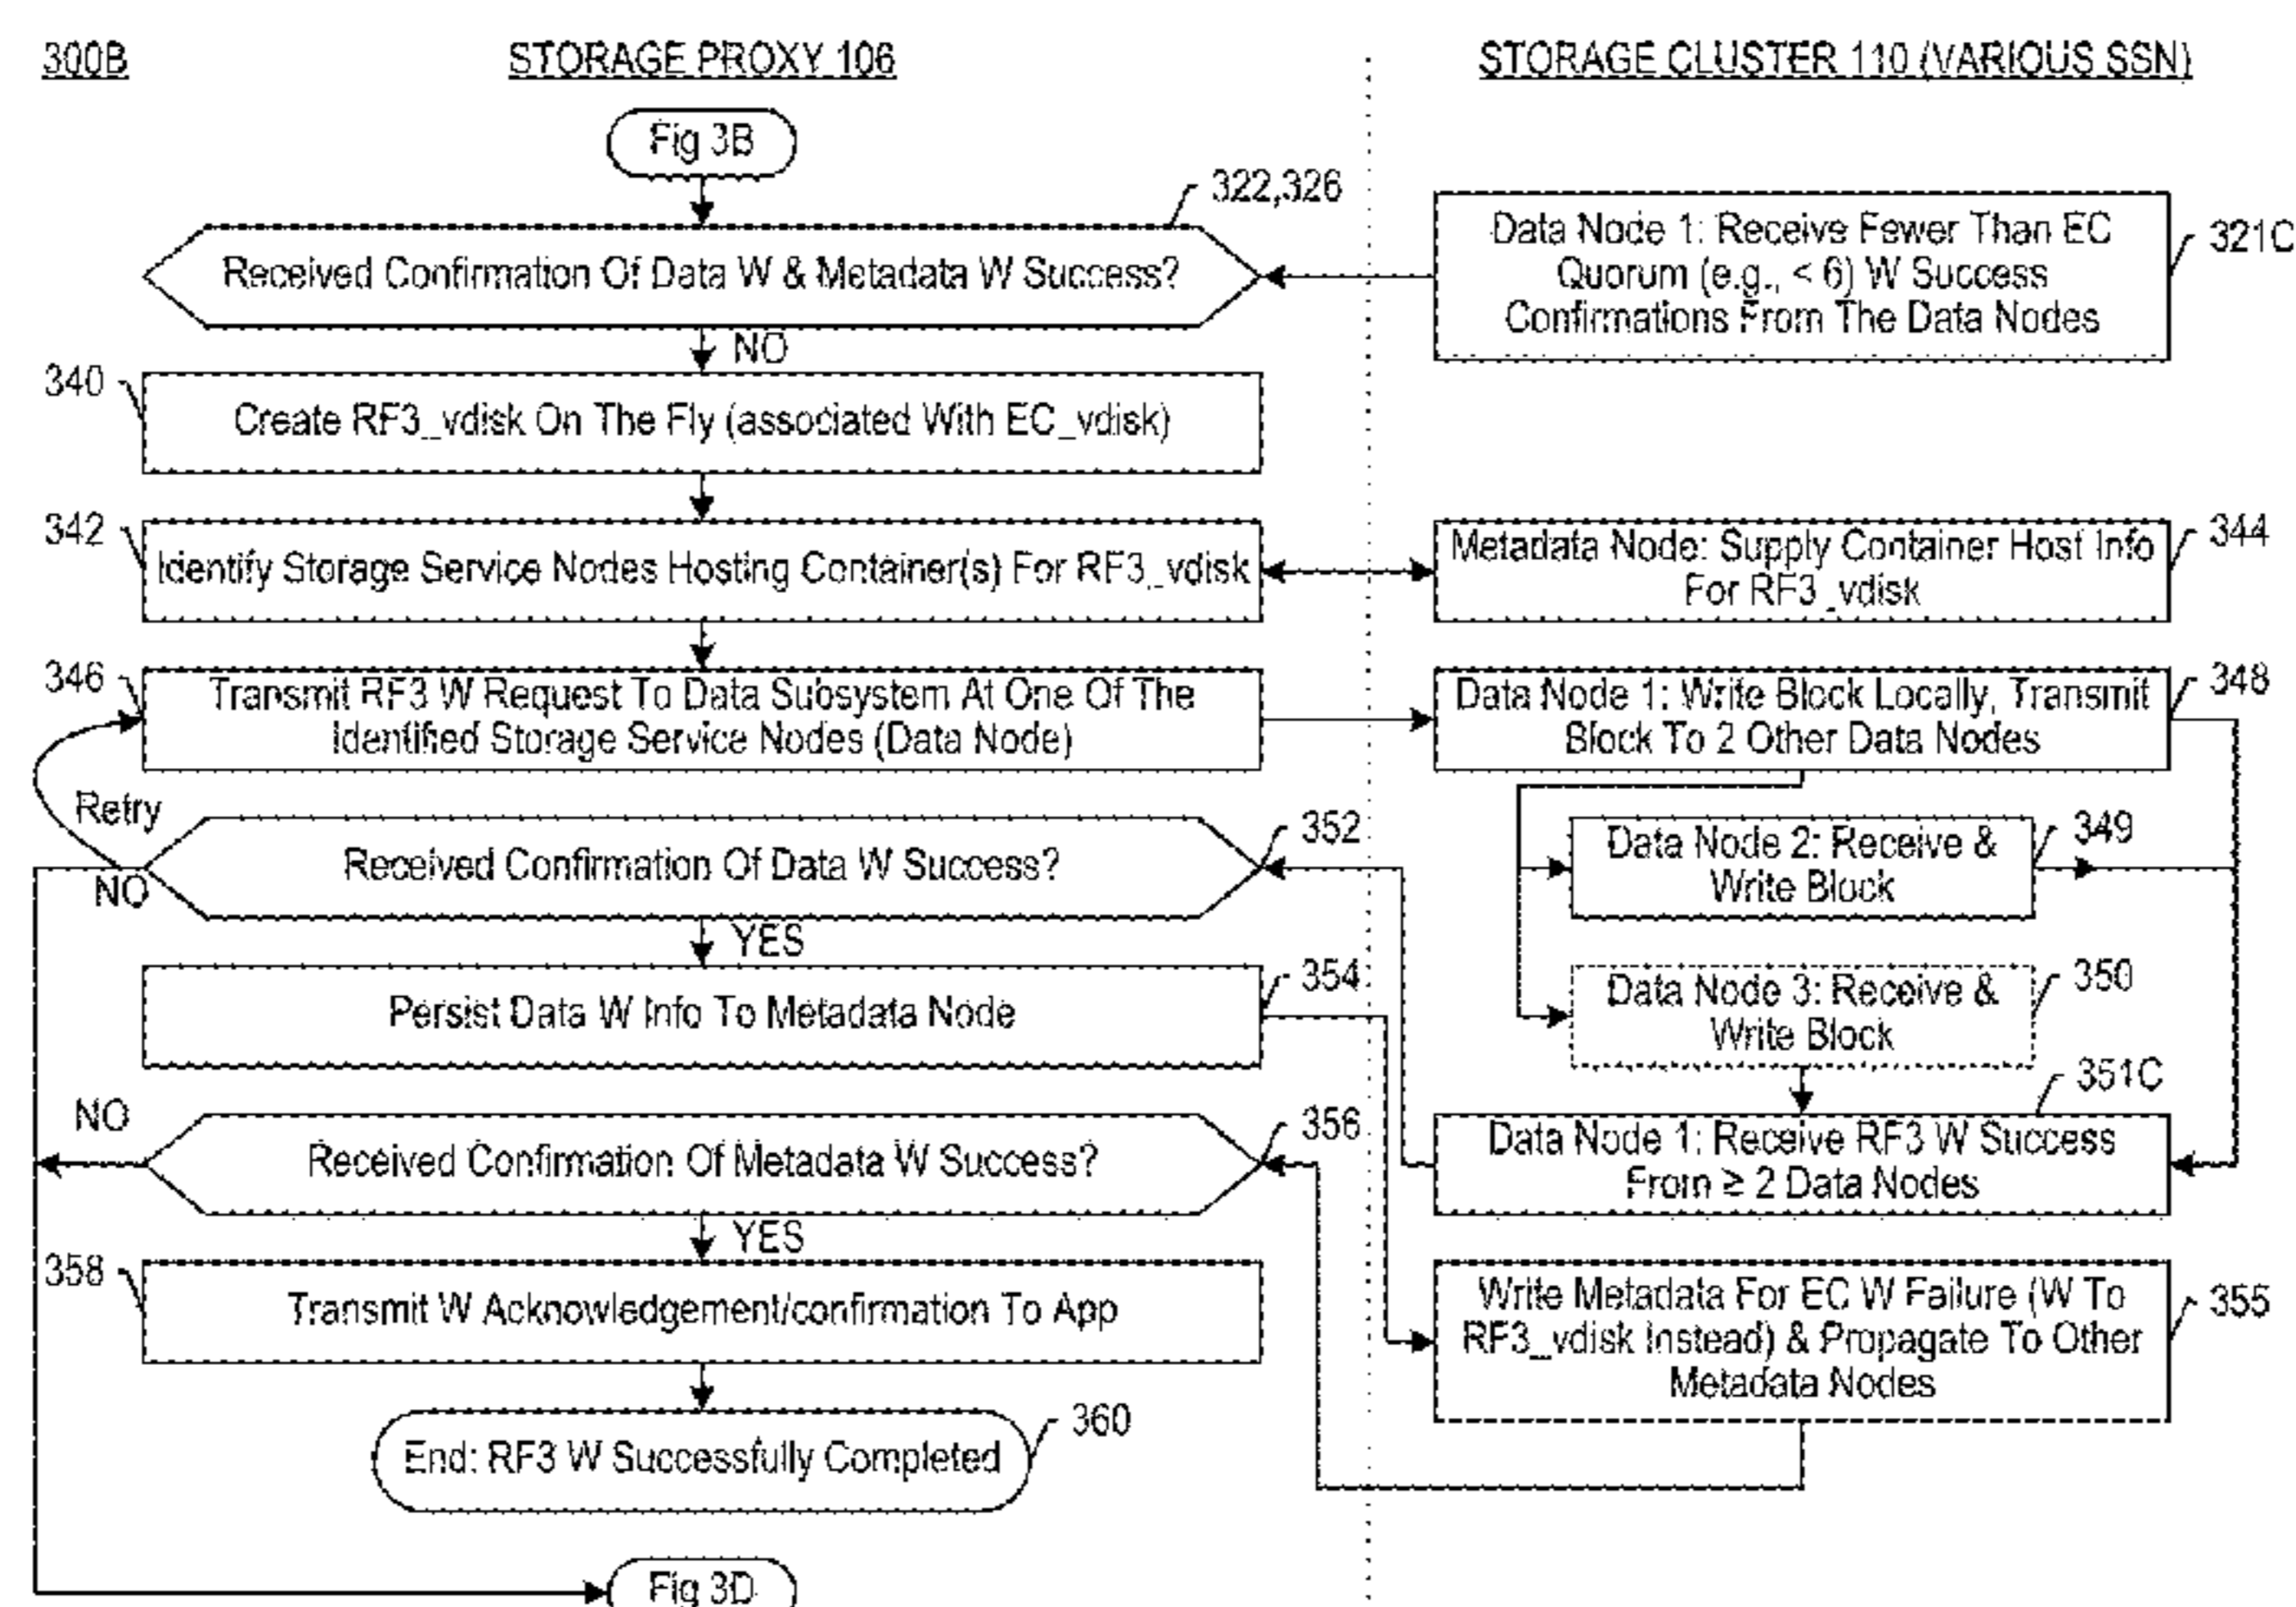 300B
STORAGE PROXY 106
STORAGE CLUSTER 110 (VARIOUS SSN)
Fig 3B
322,326
Received Confirmation Of Data W & Metadata W Success?
Data Node 1: Receive Fewer Than EC
Quorum (e.g., < 6) W Success
Confirmations From The Data Nodes
321C
NO
340
Create RF3_vdisk On The Fly (associated With EC_vdisk)
342
Identify Storage Service Nodes Hosting Container(s) For RF3_vdisk
Metadata Node: Supply Container Host Info
For RF3_vdisk
344
346
Transmit RF3 W Request To Data Subsystem At One Of The
Identified Storage Service Nodes (Data Node)
Data Node 1: Write Block Locally, Transmit
Block To 2 Other Data Nodes
348
Retry
NO
Received Confirmation Of Data W Success?
352
Data Node 2: Receive &
Write Block
349
YES
Persist Data W Info To Metadata Node
354
Data Node 3: Receive &
Write Block
350
351C
NO
Received Confirmation Of Metadata W Success?
356
Data Node 1: Receive RF3 W Success
From ≥ 2 Data Nodes
YES
358
Transmit W Acknowledgement/confirmation To App
Write Metadata For EC W Failure (W To
RF3_vdisk Instead) & Propagate To Other
Metadata Nodes
355
End: RF3 W Successfully Completed
360
Fig 3D